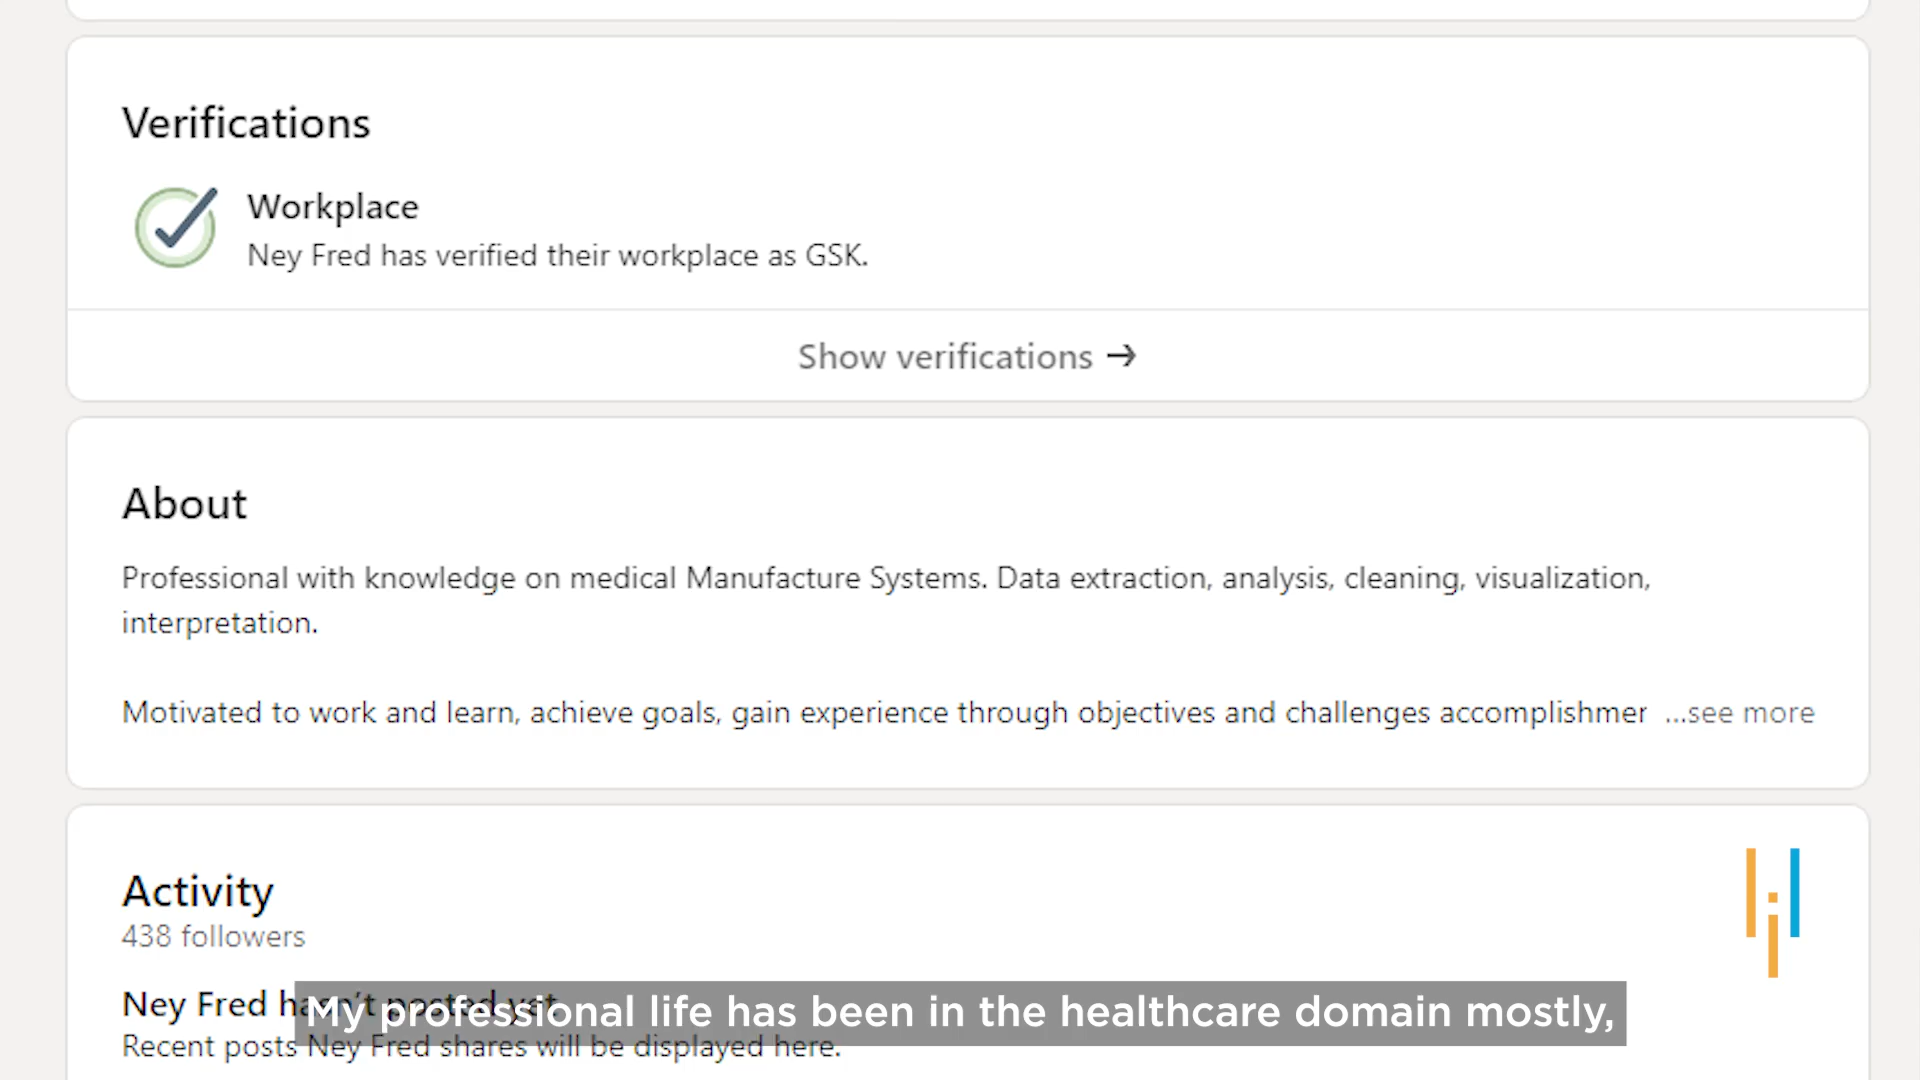 Verifications
Workplace
Ney Fred has verified their workplace as GSK.
Show verifications →
About
Professional with knowledge on medical Manufacture Systems. Data extraction, analysis, cleaning, visualization,
interpretation.
Motivated to work and learn, achieve goals, gain experience through objectives and challenges accomplishmer ...see more
Activity
438 followers
Ney Fred hasn't posted yet
My professional life has been in the healthcare domain mostly,
Recent posts Ney Fred shares will be displayed here.